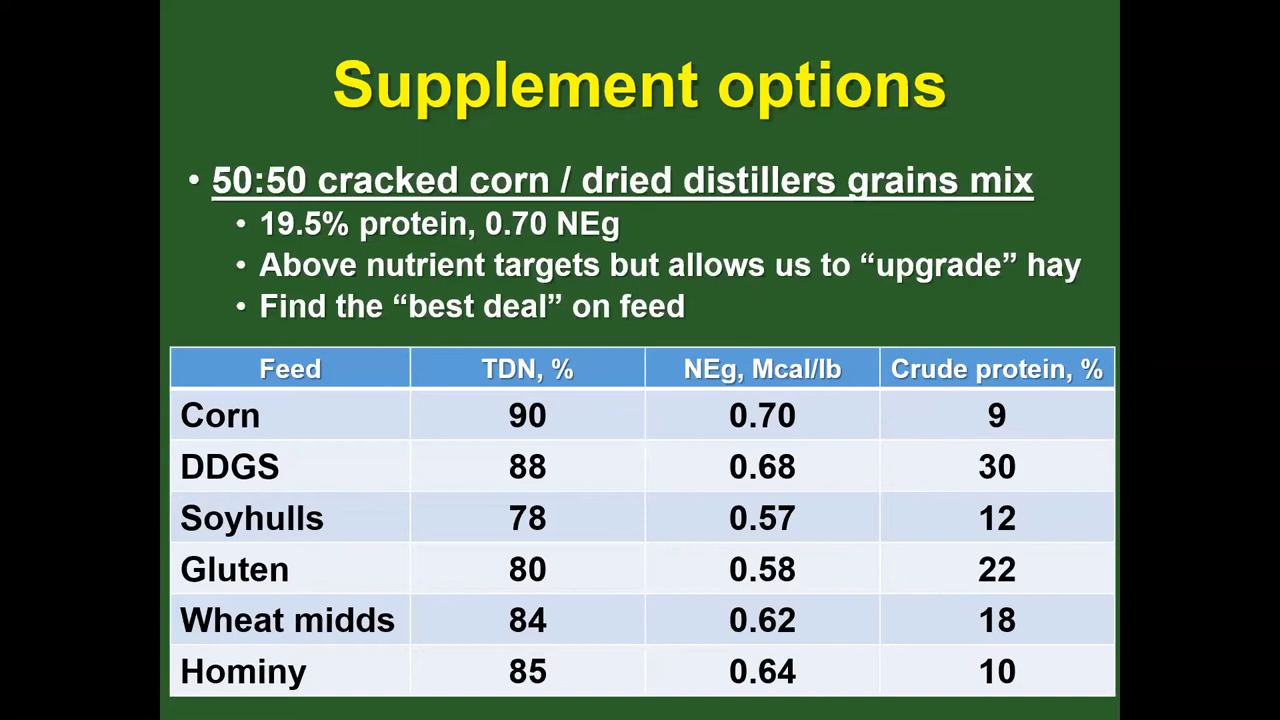 Supplement options
• 50:50 cracked corn / dried distillers grains mix
• 19.5% protein, 0.70 NEg
• Above nutrient targets but allows us to “upgrade” hay
• Find the “best deal” on feed
Feed TDN, % NEg, Mcal/lb Crude protein, %
Corn 90 0.70 9
DDGS 88 0.68 30
Soyhulls 78 0.57 12
Gluten 80 0.58 22
Wheat midds 84 0.62 18
Hominy 85 0.64 10